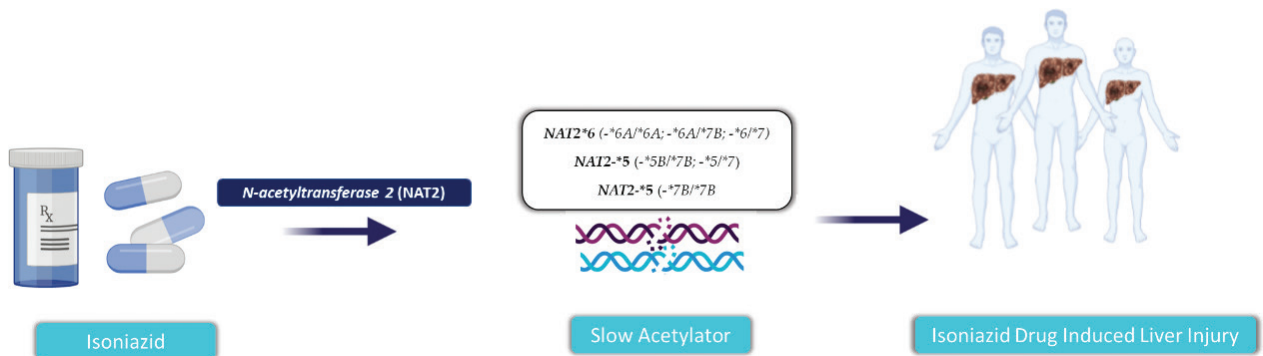 Rx
Isoniazid
N-acetyltransferase 2 (NAT2)
NAT2*6 (-*6A/*6A; -*6A/*7B; -*6/*7)
NAT2-*5 (-*5B/*7B; -*5/*7)
NAT2-*5 (-*7B/*7B
Slow Acetylator
Isoniazid Drug Induced Liver Injury